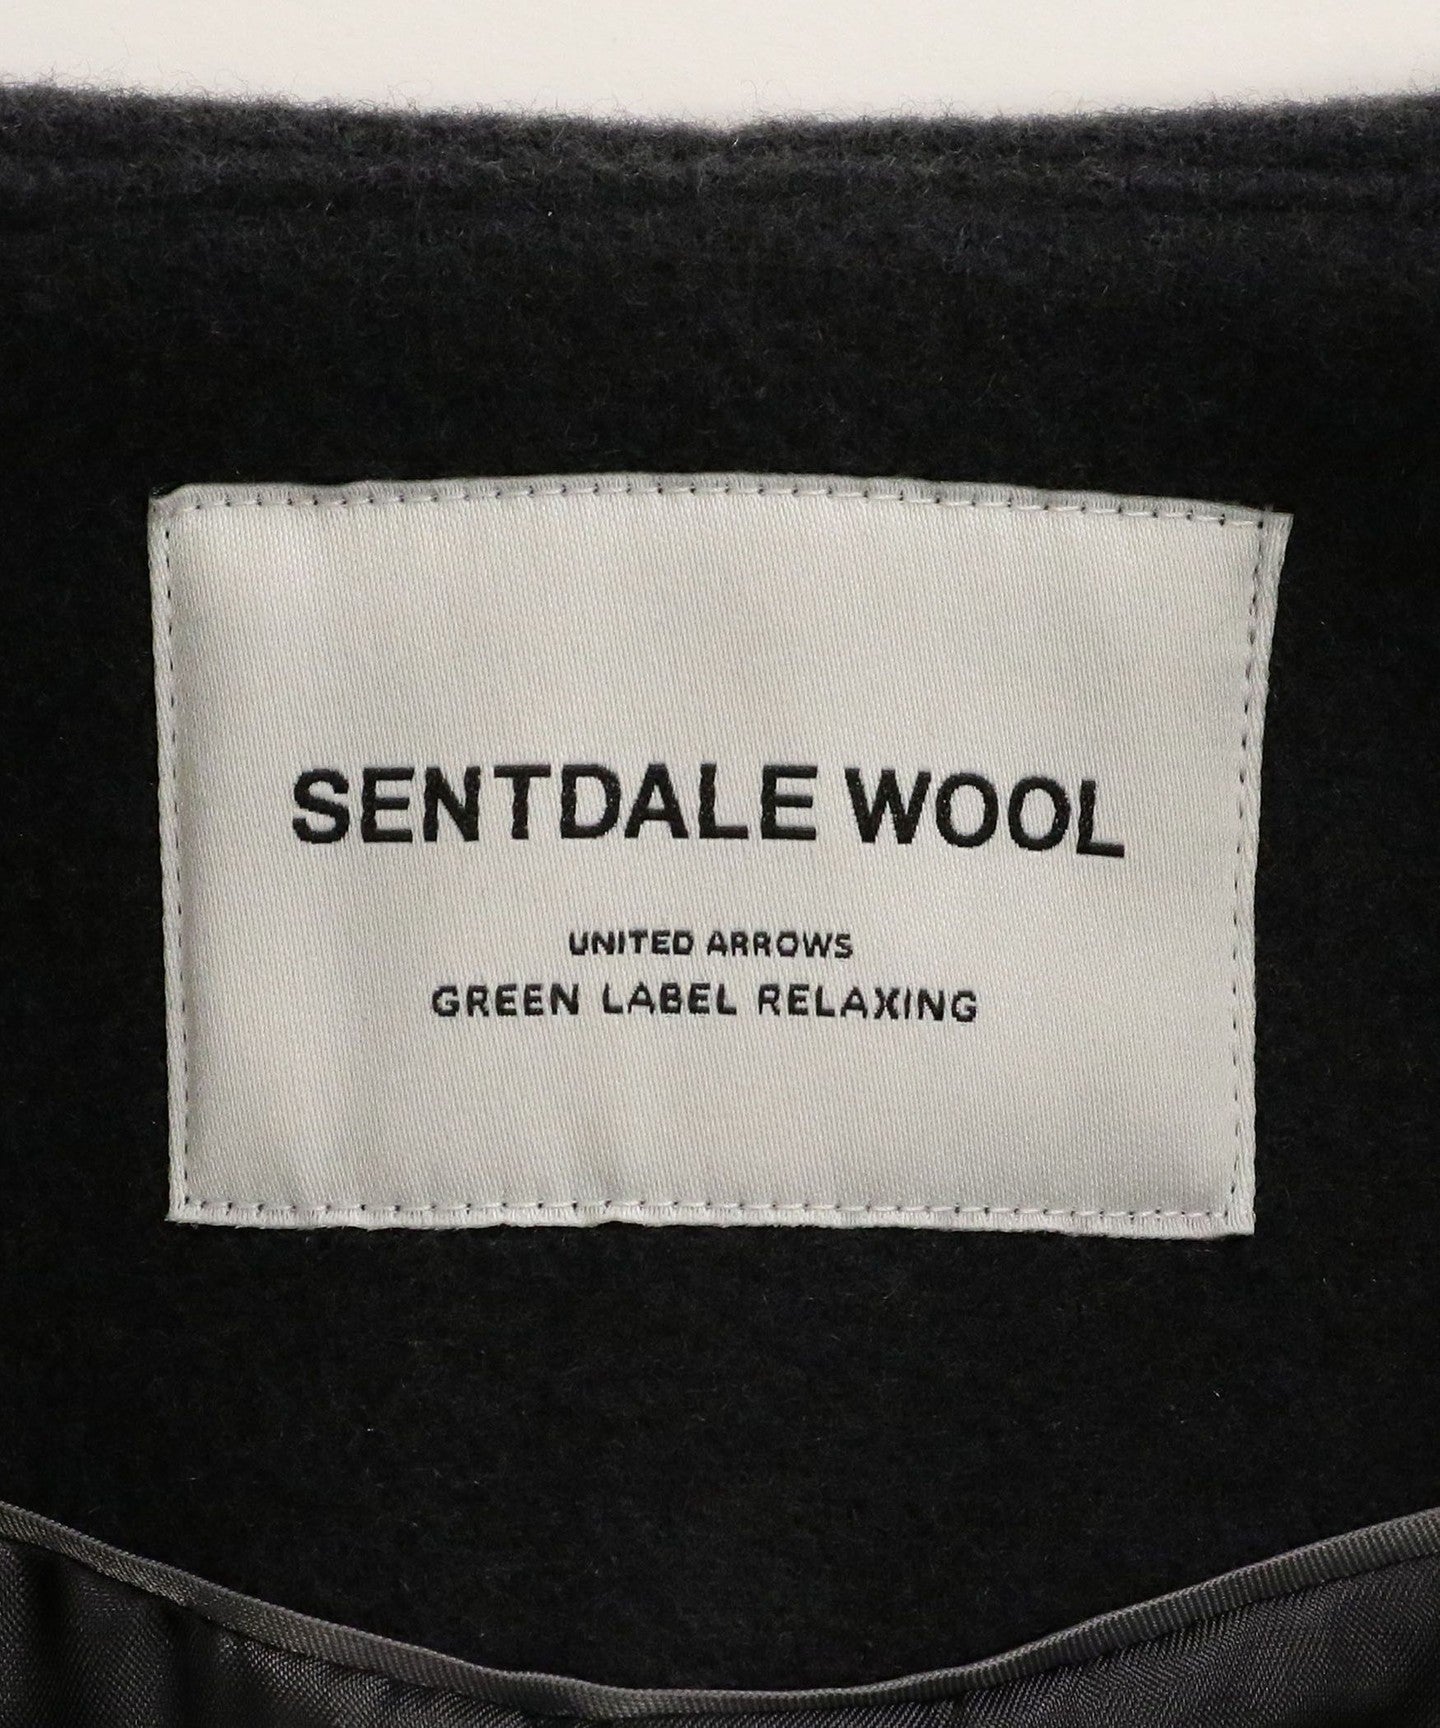 SENTDALE WOOL
UNITED ARROWS
GREEN LABEL RELAXING